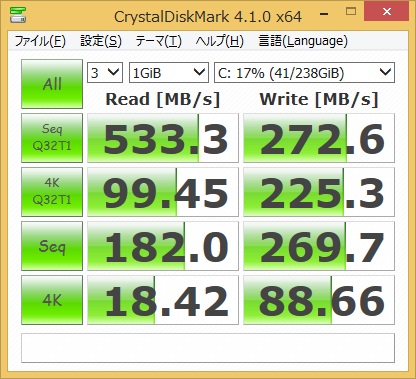 CrystalDiskMark 4.1.0 x64
ファイル(F) 設定(S) テーマ(T) ヘルプ(H) 言語(Language)
All 3 1GiB C: 17% (41/238GiB)
Read [MB/s] Write [MB/s]
Seq
Q32T1 533.3 272.6
4K
Q32T1 99.45 225.3
Seq 182.0 269.7
4K 18.42 88.66